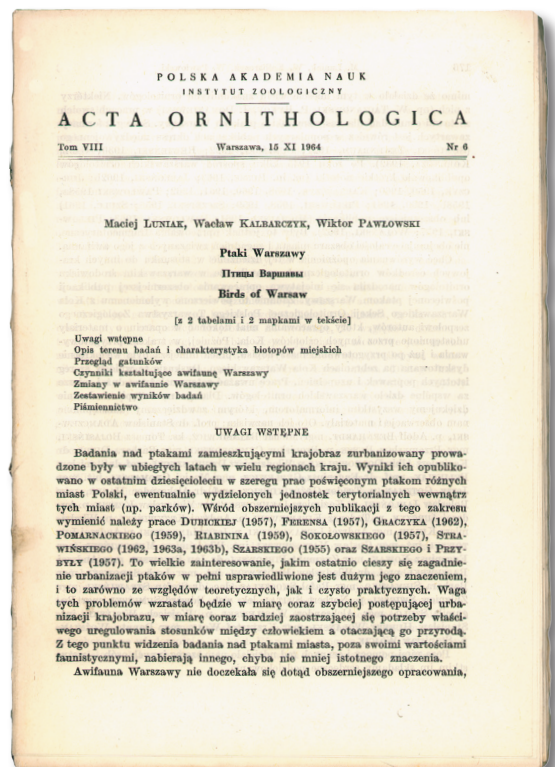 POLSKA AKADEMIA NAUK
INSTYTUT ZOOLOGICZNY
ACTA ORNITHOLOGICA
Tom VIII Warszawa, 15 XI 1964 Nr 6
Maciej LUNIAK, Wacław KALBARCZYK, Wiktor PAWŁOWSKI
Ptaki Warszawy
Птицы Варшавы
Birds of Warsaw
[z 2 tabelami i 2 mapkami w tekście]
Uwagi wstępne
Opis terenu badań i charakterystyka biotopów miejskich
Przegląd gatunków
Czynniki kształtujące awifaunę Warszawy
Zmiany w awifaunie Warszawy
Zestawienie wyników badań
Piśmiennictwo
UWAGI WSTĘPNE
Badania nad ptakami zamieszkującymi krajobraz zurbanizowany prowa-
dzone były w ubiegłych latach w wielu regionach kraju. Wyniki ich opubliko-
wano w ostatnim dziesięcioleciu w szeregu prac poświęconym ptakom różnych
miast Polski, ewentualnie wydzielonych jednostek terytorialnych wewnątrz
tych miast (np. parków). Wśród obszerniejszych publikacji z tego zakresu
wymienić należy prace DUBICKIEJ (1957), FERENSA (1957), GRACZYKA (1962),
POMARNACKIEGO (1959), RIABININA (1959), SOKOŁOWSKIEGO (1957), STRA-
WIŃSKIEGO (1962, 1963a, 1963b), SZARSKIEGO (1955) oraz SZARSKIEGO i PRZY-
BYŁY (1957). To wielkie zainteresowanie, jakim ostatnio cieszy się zagadnie-
nie urbanizacji ptaków w pełni usprawiedliwione jest dużym jego znaczeniem,
i to zarówno ze względów teoretycznych, jak i czysto praktycznych. Waga
tych problemów wzrastać będzie w miarę coraz szybciej postępującej urba-
nizacji krajobrazu, w miarę coraz bardziej zaostrzającej się potrzeby właści-
wego uregulowania stosunków między człowiekiem a otaczającą go przyrodą.
Z tego punktu widzenia badania nad ptakami miasta, poza swoimi wartościami
faunistycznymi, nabierają innego, chyba nie mniej istotnego znaczenia.
Awifauna Warszawy nie doczekała się dotąd obszerniejszego opracowania,